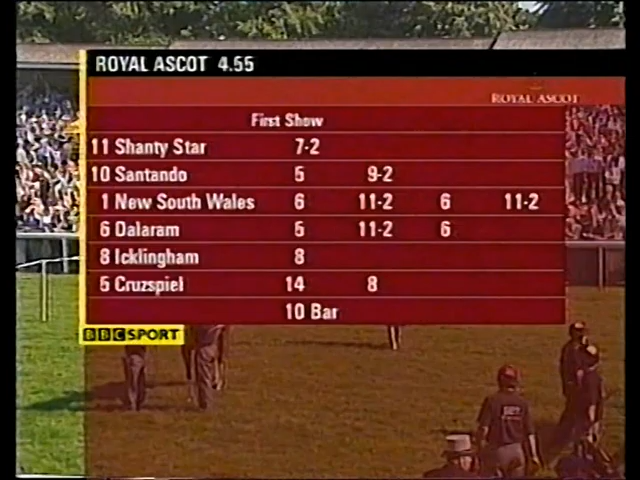 ROYAL ASCOT 4.55
ROYAL ASCOT
First Show
11 Shanty Star 7-2
10 Santando 5 9-2
1 New South Wales 6 11-2 6 11-2
6 Dalaram 5 11-2 6
8 Icklingham 8
5 Cruzspiel 14 8
10 Bar
BBC SPORT